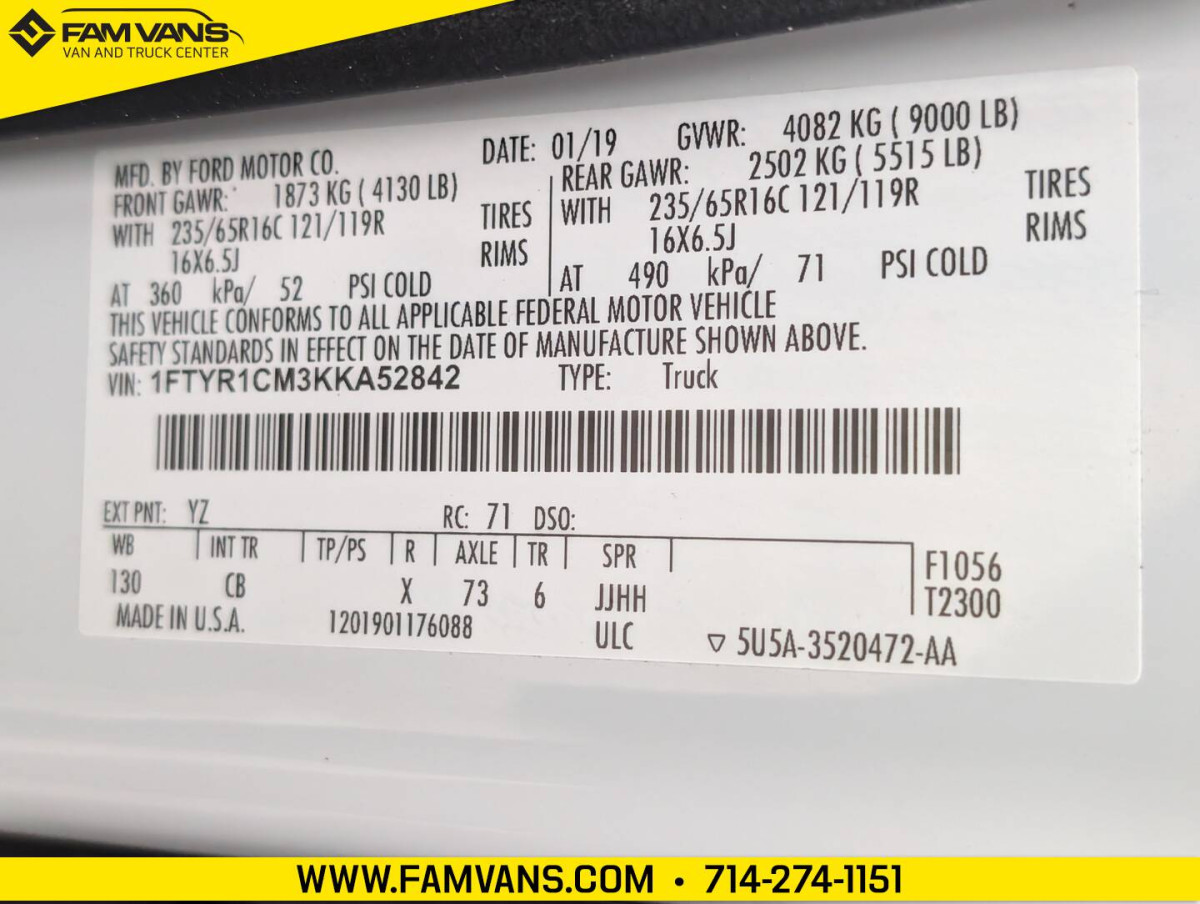 FAM VANS
VAN AND TRUCK CENTER
MFD. BY FORD MOTOR CO. DATE: 01/19 GVWR: 4082 KG ( 9000 LB)
FRONT GAWR: 1873 KG ( 4130 LB) REAR GAWR: 2502 KG ( 5515 LB)
WITH 235/65R16C 121/119R TIRES WITH 235/65R16C 121/119R TIRES
16X6.5J RIMS 16X6.5J RIMS
AT 360 kPa/ 52 PSI COLD AT 490 kPa/ 71 PSI COLD
THIS VEHICLE CONFORMS TO ALL APPLICABLE FEDERAL MOTOR VEHICLE
SAFETY STANDARDS IN EFFECT ON THE DATE OF MANUFACTURE SHOWN ABOVE.
VIN: 1FTYR1CM3KKA52842 TYPE: Truck
EXT PNT: YZ RC: 71 DSO:
WB INT TR TP/PS R AXLE TR SPR F1056
130 CB X 73 6 JJHH T2300
MADE IN U.S.A. 1201901176088 ULC ▽ 5U5A-3520472-AA
WWW.FAMVANS.COM • 714-274-1151